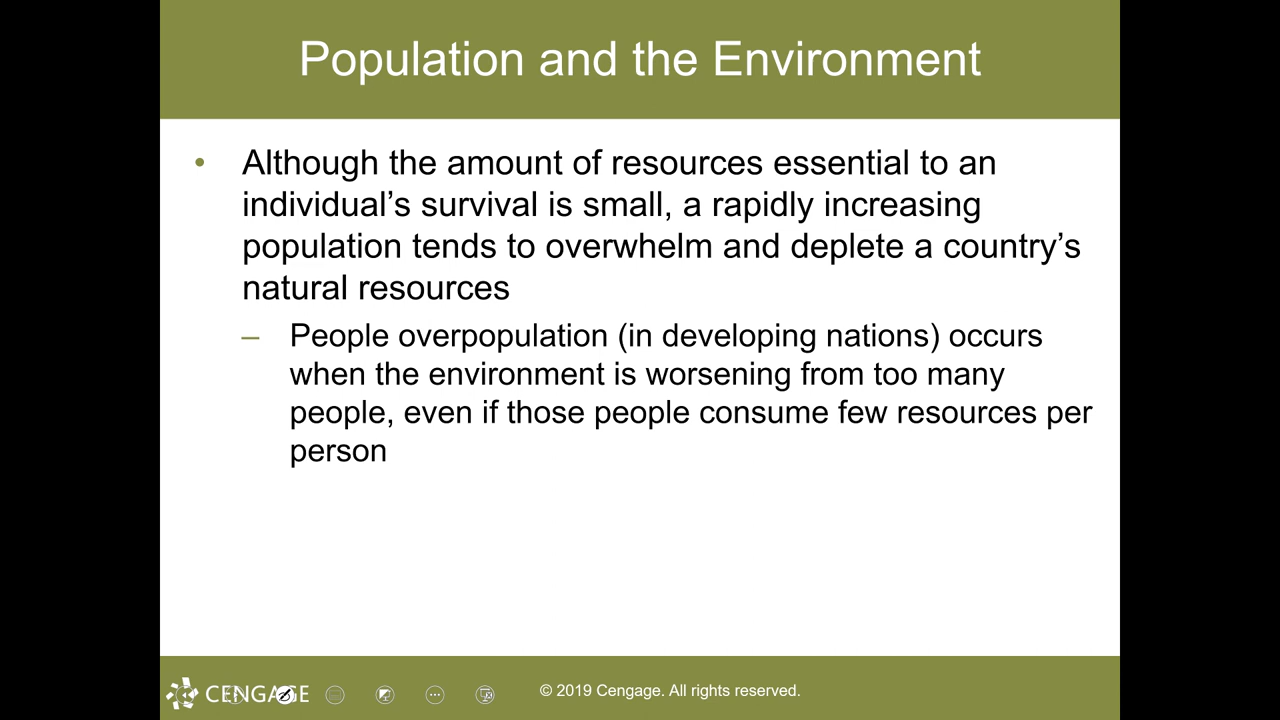 Population and the Environment
• Although the amount of resources essential to an
individual’s survival is small, a rapidly increasing
population tends to overwhelm and deplete a country’s
natural resources
– People overpopulation (in developing nations) occurs
when the environment is worsening from too many
people, even if those people consume few resources per
person
CENGAGE
© 2019 Cengage. All rights reserved.